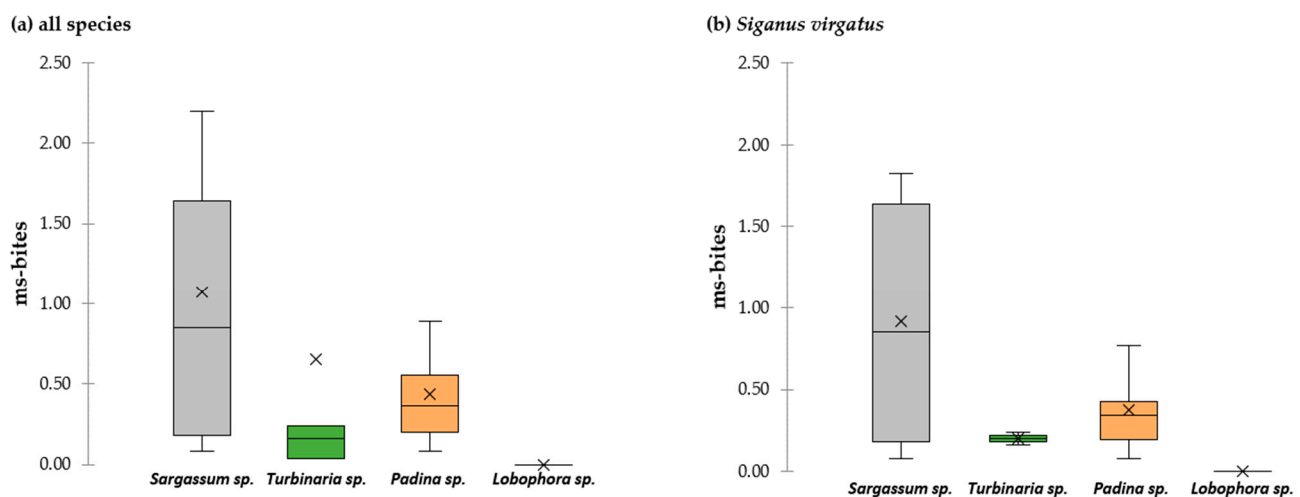 (a) all species
2.50
2.00
1.50
1.00
0.50
0.00
ms-bites
Sargassum sp. Turbinaria sp. Padina sp. Lobophora sp.
(b) Siganus virgatus
2.50
2.00
1.50
1.00
0.50
0.00
ms-bites
Sargassum sp. Turbinaria sp. Padina sp. Lobophora sp.